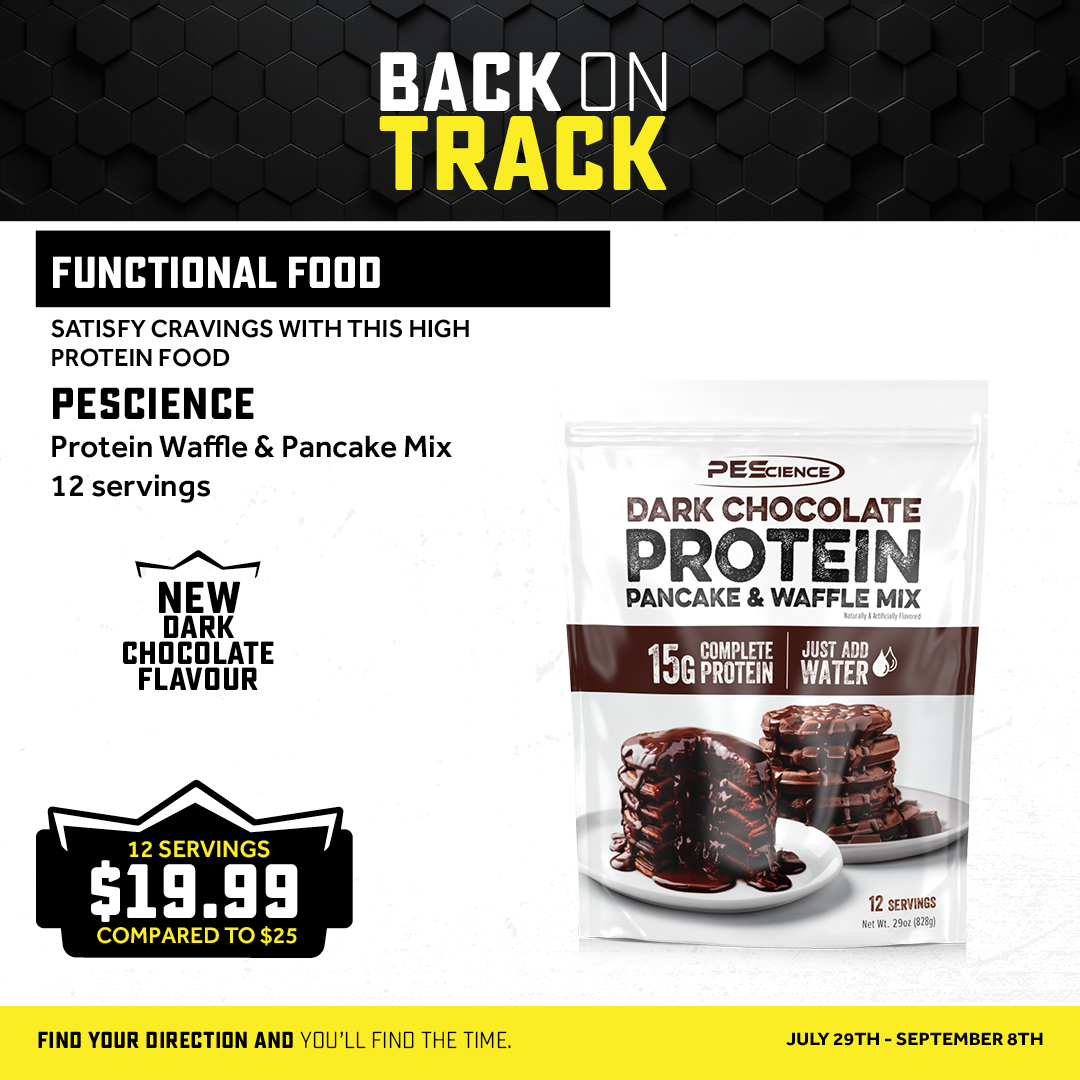 BACK ON
TRACK
FUNCTIONAL FOOD
SATISFY CRAVINGS WITH THIS HIGH
PROTEIN FOOD
PESCIENCE
Protein Waffle & Pancake Mix
12 servings
NEW
DARK
CHOCOLATE
FLAVOUR
12 SERVINGS
$19.99
COMPARED TO $25
PESCIENCE
DARK CHOCOLATE
PROTEIN
PANCAKE & WAFFLE MIX
Naturally & Artificially Flavored
15G COMPLETE PROTEIN
JUST ADD WATER
12 SERVINGS
Net Wt. 29oz (828g)
FIND YOUR DIRECTION AND YOU'LL FIND THE TIME.
JULY 29TH - SEPTEMBER 8TH